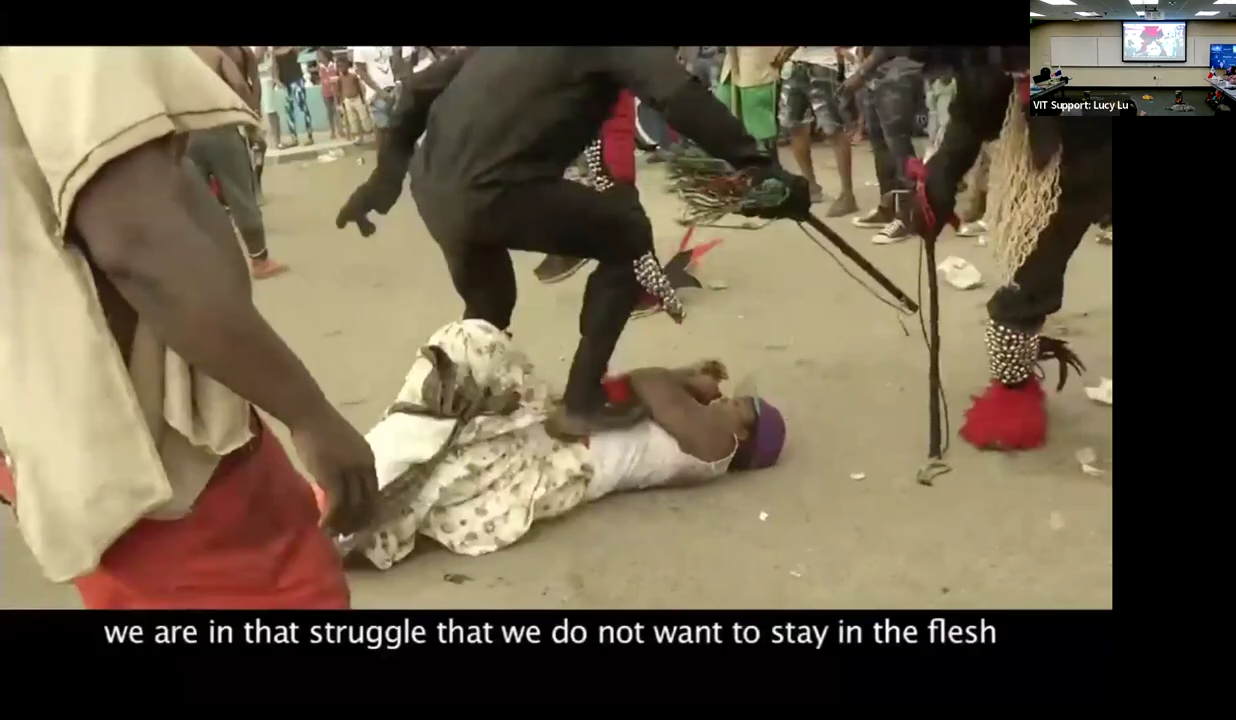 VIT Support: Lucy Lu
we are in that struggle that we do not want to stay in the flesh